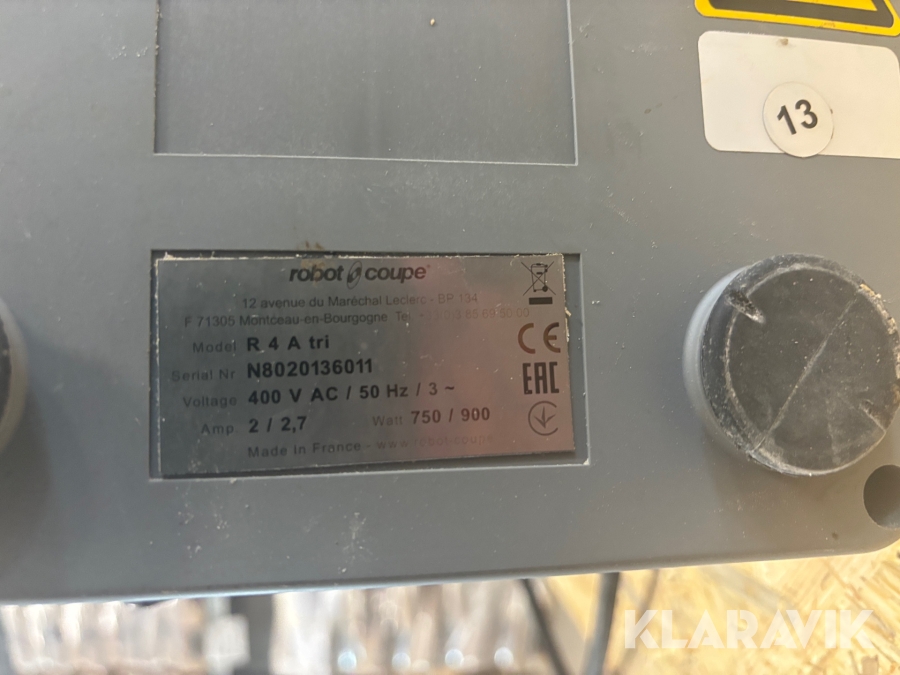 13
robot coupe®
12 avenue du Maréchal Leclerc - BP 134
F 71305 Montceau-en-Bourgogne Tel.
Model R 4 A tri
Serial Nr N8020136011
Voltage 400 V AC / 50 Hz / 3 ~
Amp. 2 / 2,7 Watt 750 / 900
Made in France - www.robot-coupe
CE
EAC
KLARAVIK